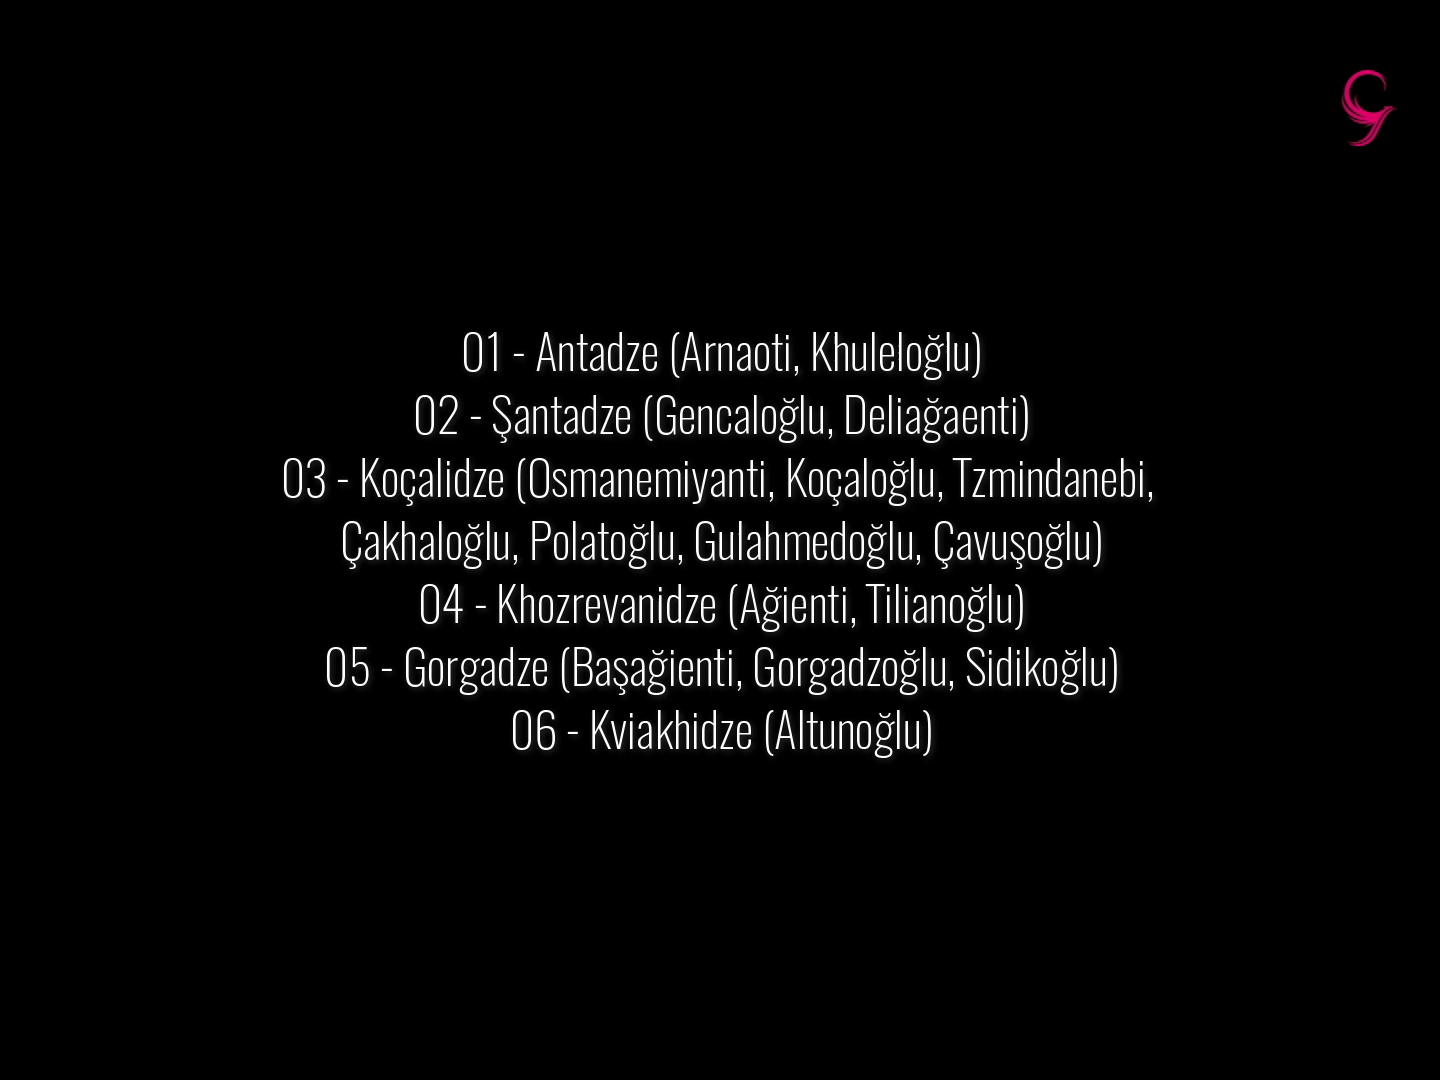 01 - Antadze (Arnaoti, Khuleloğlu)
02 - Şantadze (Gencaloğlu, Deliağaenti)
03 - Koçalidze (Osmanemiyanti, Koçaloğlu, Tzmindanebi,
Çakhaloğlu, Polatoğlu, Gulahmedoğlu, Çavuşoğlu)
04 - Khozrevanidze (Ağienti, Tilianoğlu)
05 - Gorgadze (Başağienti, Gorgadzoğlu, Sidikoğlu)
06 - Kviakhidze (Altunoğlu)